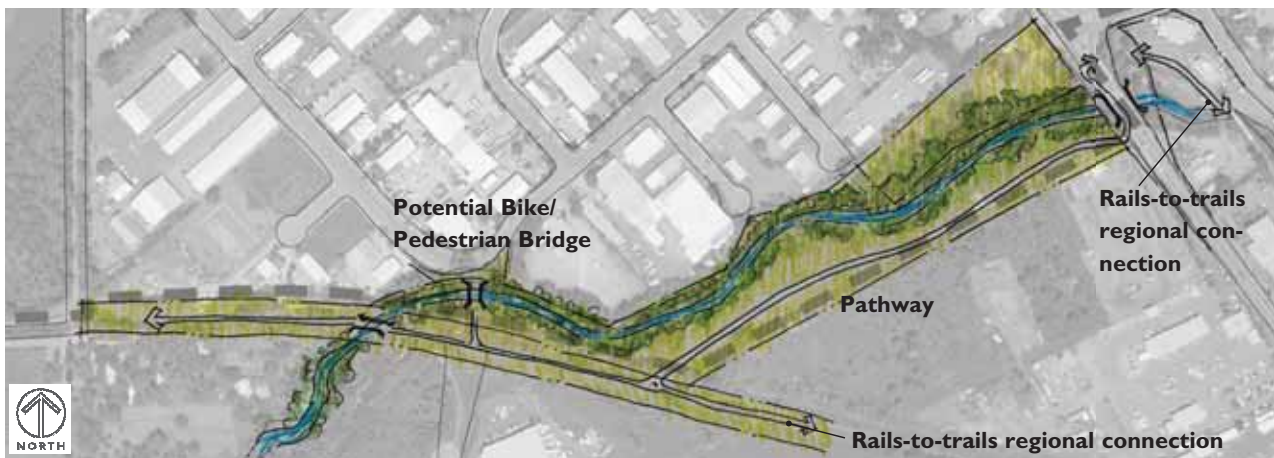 Potential Bike/
Pedestrian Bridge
Rails-to-trails
regional con-
nection
Pathway
Rails-to-trails regional connection
NORTH